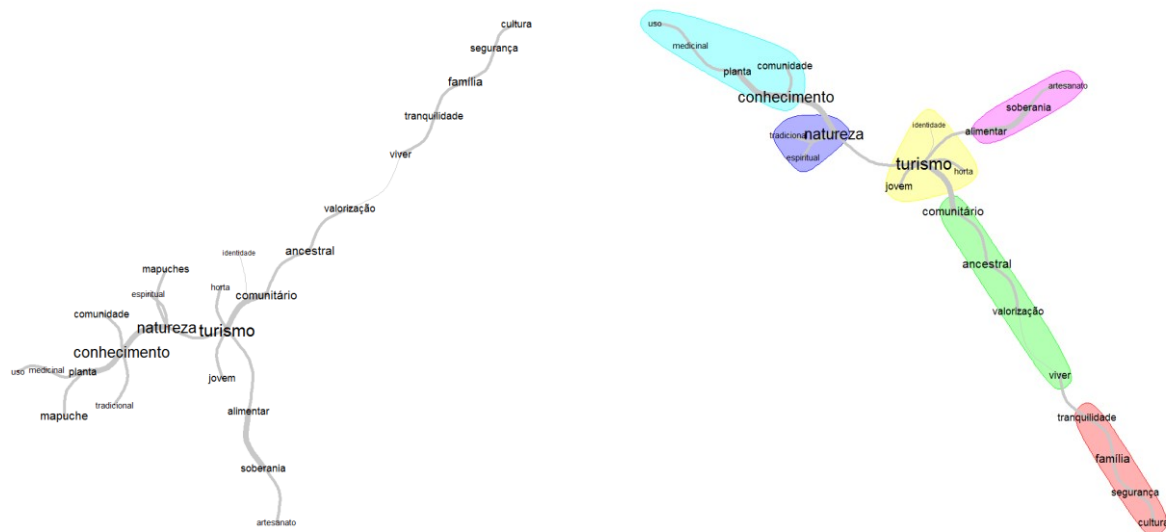 cultura
segurança
família
tranquilidade
viver
valorização
ancestral
identidade
mapuches
horta
espiritual
comunitário
comunidade
natureza
turismo
conhecimento
uso
medicinal
planta
jovem
tradicional
mapuche
alimentar
soberania
artesanato
uso
medicinal
comunidade
planta
conhecimento
artesanato
soberania
identidade
alimentar
tradicional
natureza
espiritual
turismo
horta
jovem
comunitário
ancestral
valorização
viver
tranquilidade
família
segurança
cultura